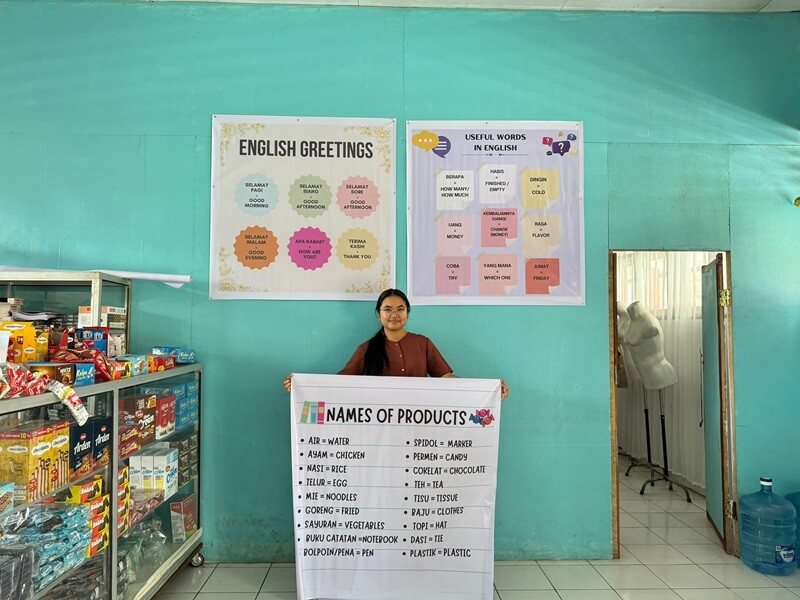 ENGLISH GREETINGS
SELAMAT
PAGI
=
GOOD
MORNING
SELAMAT
SIANG
=
GOOD
AFTERNOON
SELAMAT
SORE
=
GOOD
AFTERNOON
SELAMAT
MALAM
=
GOOD
EVENING
APA KABAR?
=
HOW ARE
YOU?
TERIMA
KASIH
=
THANK YOU
USEFUL WORDS
IN ENGLISH
BERAPA
=
HOW MANY/
HOW MUCH
HABIS
=
FINISHED /
EMPTY
DINGIN
=
COLD
UANG
=
MONEY
KEMBALIANNYA
(UANG)
=
CHANGE
(MONEY)
RASA
=
FLAVOR
COBA
=
TRY
YANG MANA
=
WHICH ONE
JUMAT
=
FRIDAY
NAMES OF PRODUCTS
• AIR = WATER
• AYAM = CHICKEN
• NASI = RICE
• TELUR = EGG
• MIE = NOODLES
• GORENG = FRIED
• SAYURAN = VEGETABLES
• BUKU CATATAN =NOTEBOOK
BOLPOIN/PENA = PEN
• SPIDOL = MARKER
• PERMEN = CANDY
• COKELAT = CHOCOLATE
• TEH = TEA
• TISU = TISSUE
• BAJU = CLOTHES
• TOPI = HAT
• DASI = TIE
• PLASTIK = PLASTIC
Arden